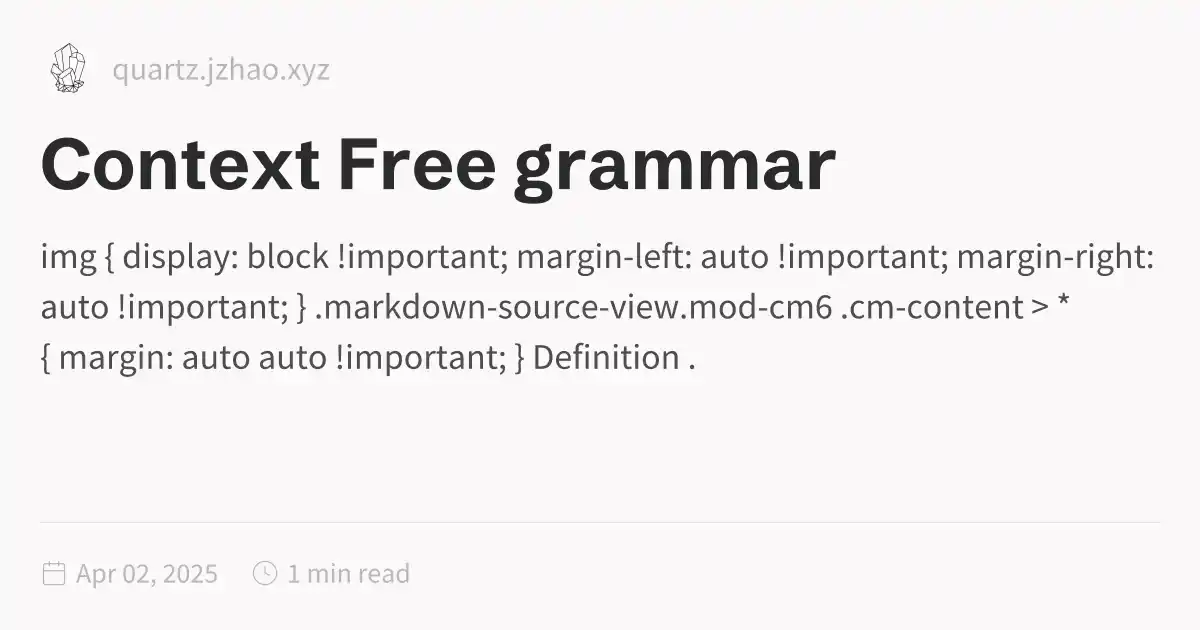 quartz.jzhao.xyz
Context Free grammar
img { display: block !important; margin-left: auto !important; margin-right:
auto !important; } .markdown-source-view.mod-cm6 .cm-content > *
{ margin: auto auto !important; } Definition .
Apr 02, 2025 1 min read